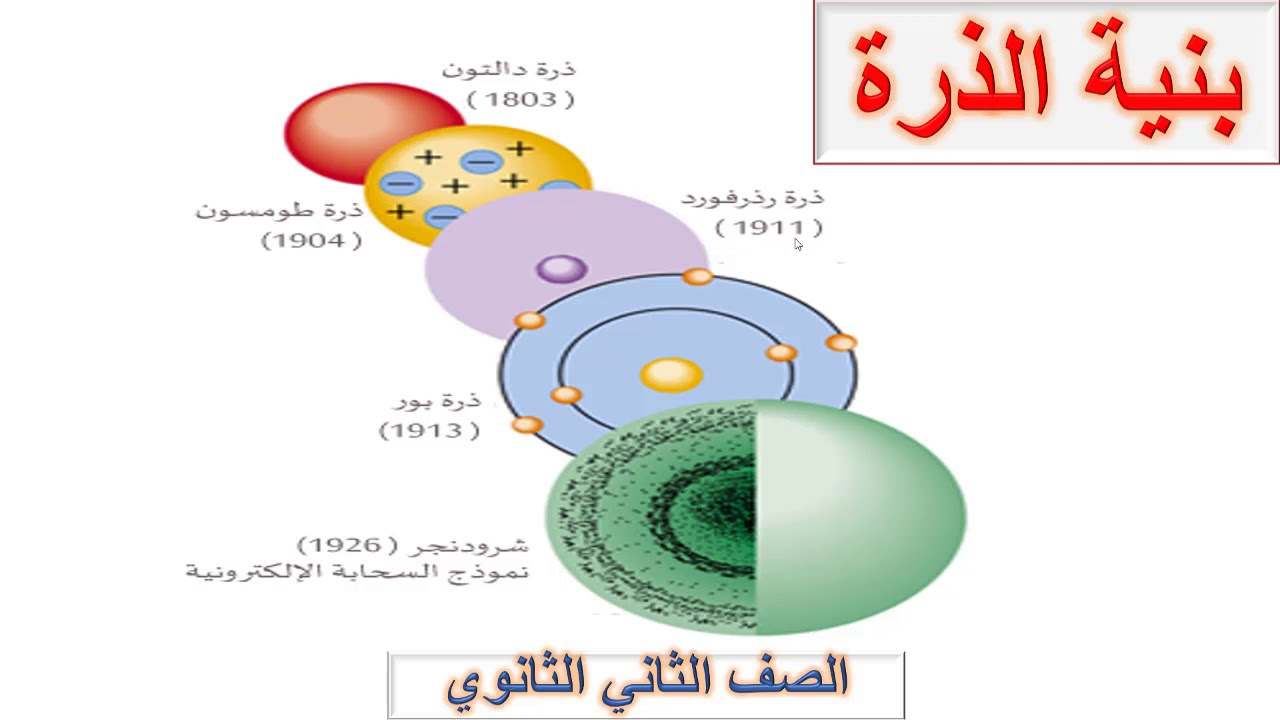 بنية الذرة
ذرة دالتون
(1803)
ذرة رذرفورد
(1911)
ذرة طومسون
(1904)
ذرة بور
(1913)
شرودنجر (1926)
نموذج السحابة الإلكترونية
الصف الثاني الثانوي